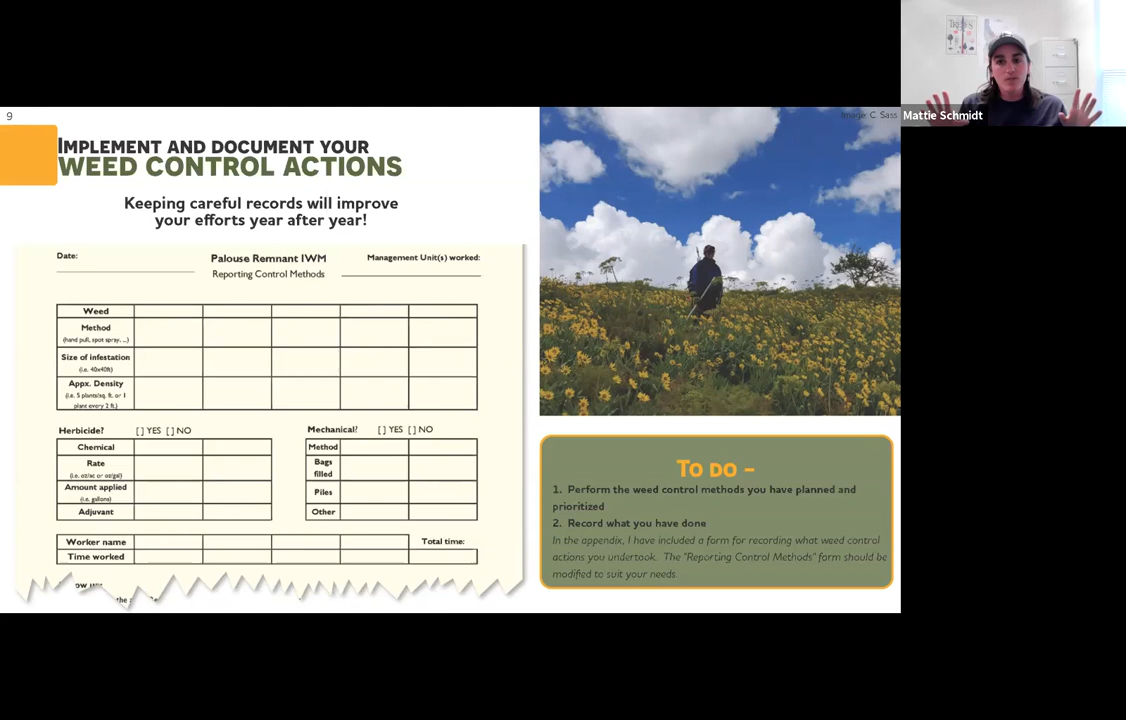 9
IMPLEMENT AND DOCUMENT YOUR
WEED CONTROL ACTIONS
Keeping careful records will improve
your efforts year after year!
Date:
Palouse Remnant IWM
Management Unit(s) worked:
Reporting Control Methods
Weed
Method
(hand pull, spot spray, ...)
Size of infestation
(i.e. 40x40ft)
Appx. Density
(i.e. 5 plants/sq. ft. or 1
plant every 2 ft.)
Herbicide? [ ] YES [ ] NO
Chemical
Rate
(i.e. oz/ac or oz/gal)
Amount applied
(i.e. gallons)
Adjuvant
Mechanical? [ ] YES [ ] NO
Method
Bags
filled
Piles
Other
Worker name
Total time:
Time worked
the
Image: C. Sass
TO DO -
1. Perform the weed control methods you have planned and
prioritized
2. Record what you have done
In the appendix, I have included a form for recording what weed control
actions you undertook. The "Reporting Control Methods" form should be
modified to suit your needs.
TREES
Mattie Schmidt